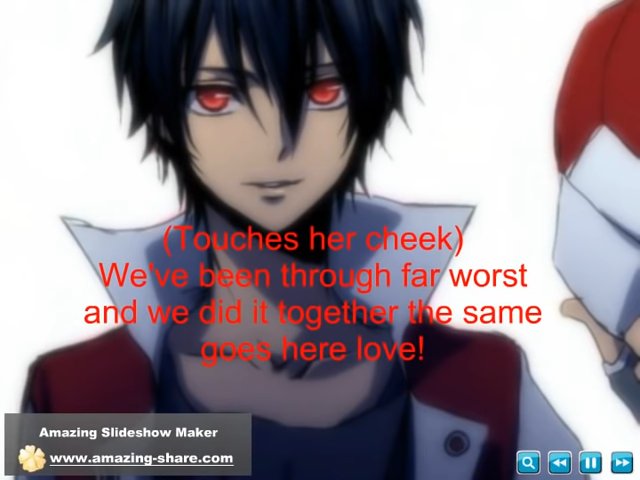 (Touches her cheek)
We've been through far worst
and we did it together the same
goes here love!
Amazing Slideshow Maker
www.amazing-share.com